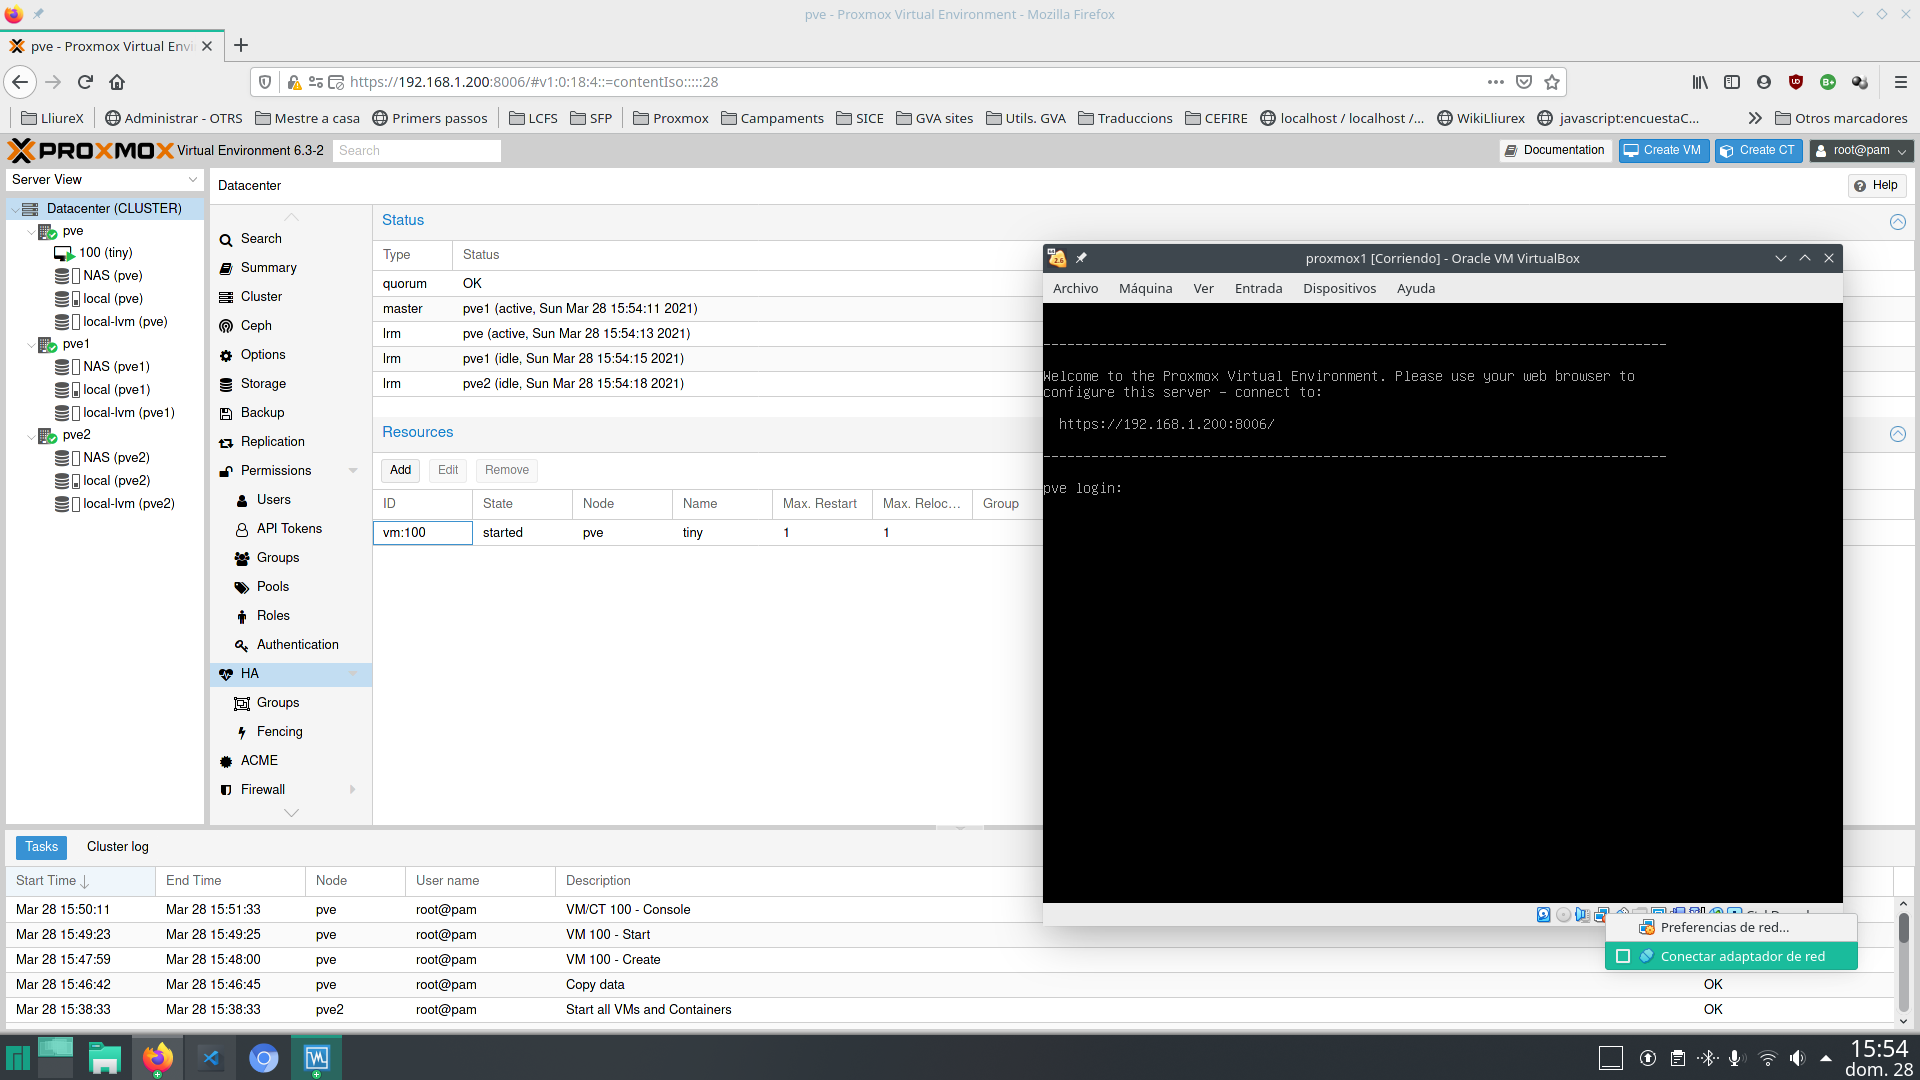 pve - Proxmox Virtual Environment - Mozilla Firefox
pve - Proxmox Virtual Envi
https://192.168.1.200:8006/#v1:0:18:4::=contentIso:::::28
LliureX
Administrar - OTRS
Mestre a casa
Primers passos
LCFS
SFP
Proxmox
Campaments
SICE
GVA sites
Utils. GVA
Traduccions
CEFIRE
localhost / localhost /...
WikiLliurex
javascript:encuestaC...
Otros marcadores
PROXMOX Virtual Environment 6.3-2
Search
Documentation
Create VM
Create CT
root@pam
Server View
Datacenter
Help
Datacenter (CLUSTER)
pve
100 (tiny)
NAS (pve)
local (pve)
local-lvm (pve)
pve1
NAS (pve1)
local (pve1)
local-lvm (pve1)
pve2
NAS (pve2)
local (pve2)
local-lvm (pve2)
Search
Summary
Cluster
Ceph
Options
Storage
Backup
Replication
Permissions
Users
API Tokens
Groups
Pools
Roles
Authentication
HA
Groups
Fencing
ACME
Firewall
Status
Type Status
quorum OK
master pve1 (active, Sun Mar 28 15:54:11 2021)
lrm pve (active, Sun Mar 28 15:54:13 2021)
lrm pve1 (idle, Sun Mar 28 15:54:15 2021)
lrm pve2 (idle, Sun Mar 28 15:54:18 2021)
Resources
Add Edit Remove
ID State Node Name Max. Restart Max. Reloc... Group
vm:100 started pve tiny 1 1
proxmox1 [Corriendo] - Oracle VM VirtualBox
Archivo Máquina Ver Entrada Dispositivos Ayuda
Welcome to the Proxmox Virtual Environment. Please use your web browser to
configure this server - connect to:
https://192.168.1.200:8006/
pve login:
Preferencias de red...
Conectar adaptador de red
Tasks Cluster log
Start Time End Time Node User name Description
Mar 28 15:50:11 Mar 28 15:51:33 pve root@pam VM/CT 100 - Console
Mar 28 15:49:23 Mar 28 15:49:25 pve root@pam VM 100 - Start
Mar 28 15:47:59 Mar 28 15:48:00 pve root@pam VM 100 - Create
Mar 28 15:46:42 Mar 28 15:46:45 pve root@pam Copy data OK
Mar 28 15:38:33 Mar 28 15:38:33 pve2 root@pam Start all VMs and Containers OK
15:54
dom. 28